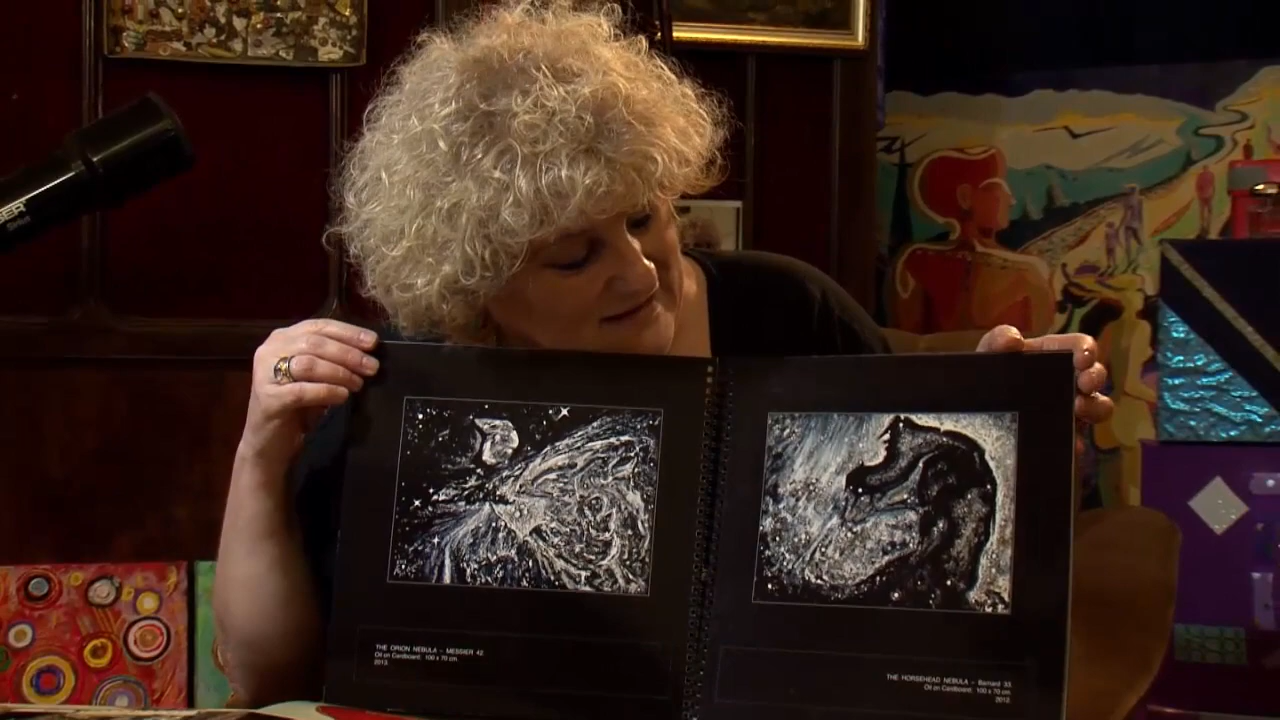 SER
THE ORION NEBULA – MESSIER 42
Oil on Cardboard: 100 x 70 cm
2013.
THE HORSEHEAD NEBULA – Barnard 33.
Oil on Cardboard: 100 x 70 cm
2012.